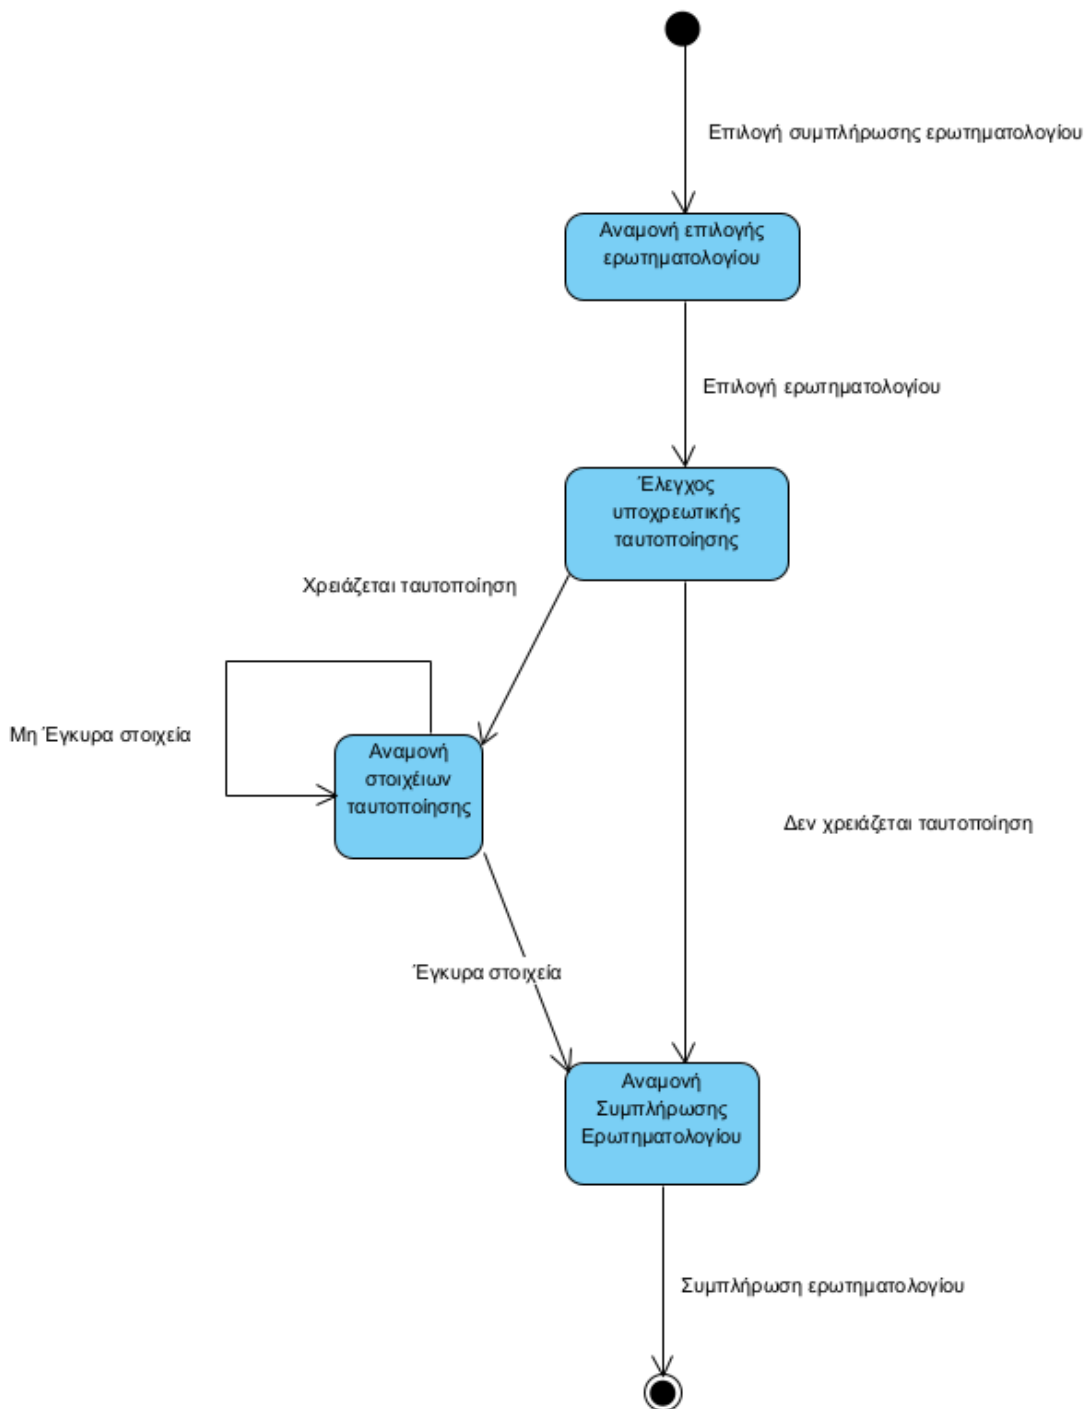 Επιλογή συμπλήρωσης ερωτηματολογίου
Αναμονή επιλογής
ερωτηματολογίου
Επιλογή ερωτηματολογίου
Έλεγχος
υποχρεωτικής
ταυτοποίησης
Χρειάζεται ταυτοποίηση
Μη Έγκυρα στοιχεία
Αναμονή
στοιχέιων
ταυτοποίησης
Δεν χρειάζεται ταυτοποίηση
Έγκυρα στοιχεία
Αναμονή
Συμπλήρωσης
Ερωτηματολογίου
Συμπλήρωση ερωτηματολογίου